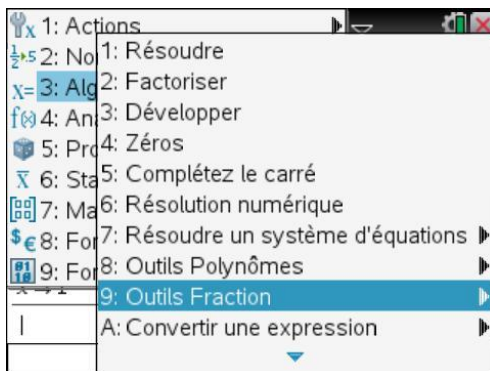 1: Actions
2: No
3: Alg
4: An
5: Pro
6: Sta
7: Ma
8: For
9: For
1: Résoudre
2: Factoriser
3: Développer
4: Zéros
5: Complétez le carré
6: Résolution numérique
7: Résoudre un système d'équations
8: Outils Polynômes
9: Outils Fraction
A: Convertir une expression